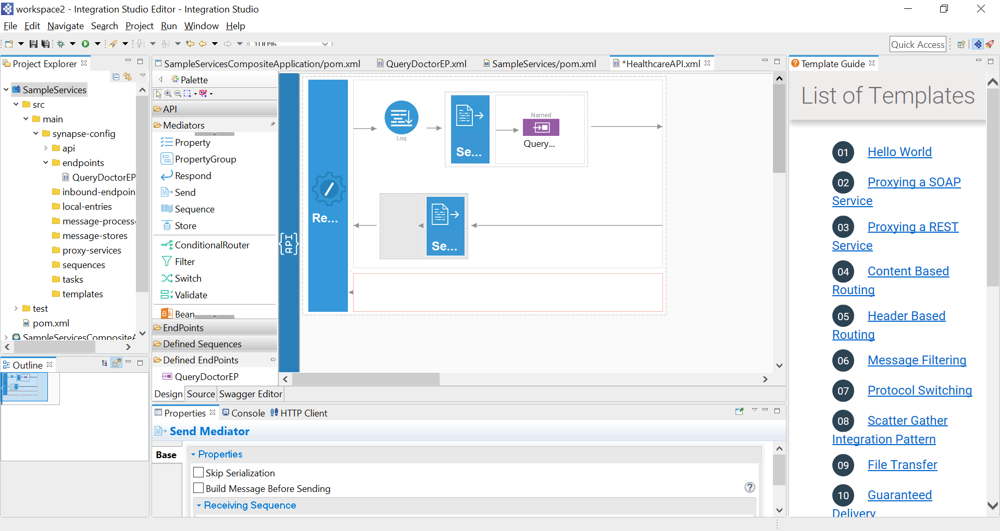 workspace2 - Integration Studio Editor - Integration Studio
File Edit Navigate Search Project Run Window Help
100%
Quick Access
Project Explorer
SampleServices
src
main
synapse-config
api
endpoints
QueryDoctorEP
inbound-endpoin
local-entries
message-process
message-stores
proxy-services
sequences
tasks
templates
test
pom.xml
SampleServicesCompositeA
Outline
SampleServicesCompositeApplication/pom.xml QueryDoctorEP.xml SampleServices/pom.xml *HealthcareAPI.xml
Palette
API
Mediators
Property
PropertyGroup
Respond
Send
Sequence
Store
ConditionalRouter
Filter
Switch
Validate
Bean
EndPoints
Defined Sequences
Defined EndPoints
QueryDoctorEP
{API}
Re...
Log
Se...
Named
Query...
Se...
Design Source Swagger Editor
Properties Console HTTP Client
Send Mediator
Base
Properties
Skip Serialization
Build Message Before Sending
Receiving Sequence
Template Guide
List of Templates
01 Hello World
02 Proxying a SOAP
Service
03 Proxying a REST
Service
04 Content Based
Routing
05 Header Based
Routing
06 Message Filtering
07 Protocol Switching
08 Scatter Gather
Integration Pattern
09 File Transfer
10 Guaranteed
Delivery